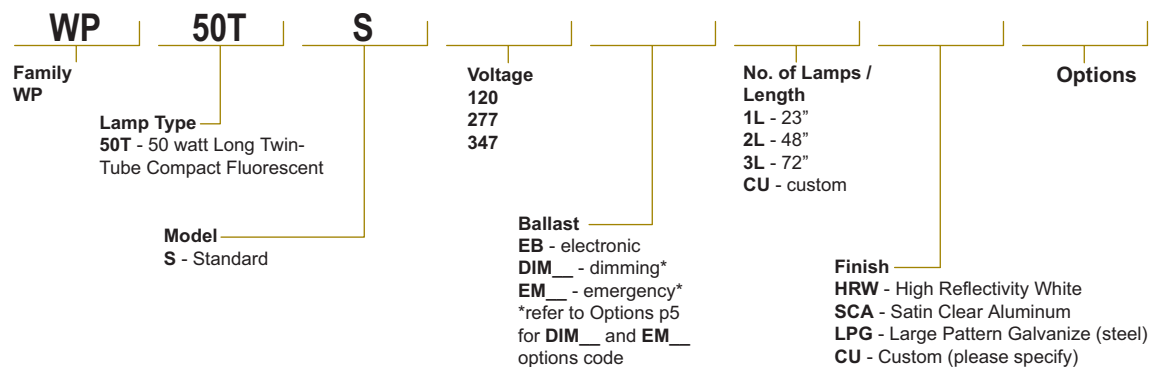 WP 50T S
Family
WP
Lamp Type
50T - 50 watt Long Twin-
Tube Compact Fluorescent
Model
S - Standard
Voltage
120
277
347
Ballast
EB - electronic
DIM__ - dimming*
EM__ - emergency*
*refer to Options p5
for DIM__ and EM__
options code
No. of Lamps /
Length
1L - 23”
2L - 48”
3L - 72”
CU - custom
Finish
HRW - High Reflectivity White
SCA - Satin Clear Aluminum
LPG - Large Pattern Galvanize (steel)
CU - Custom (please specify)
Options